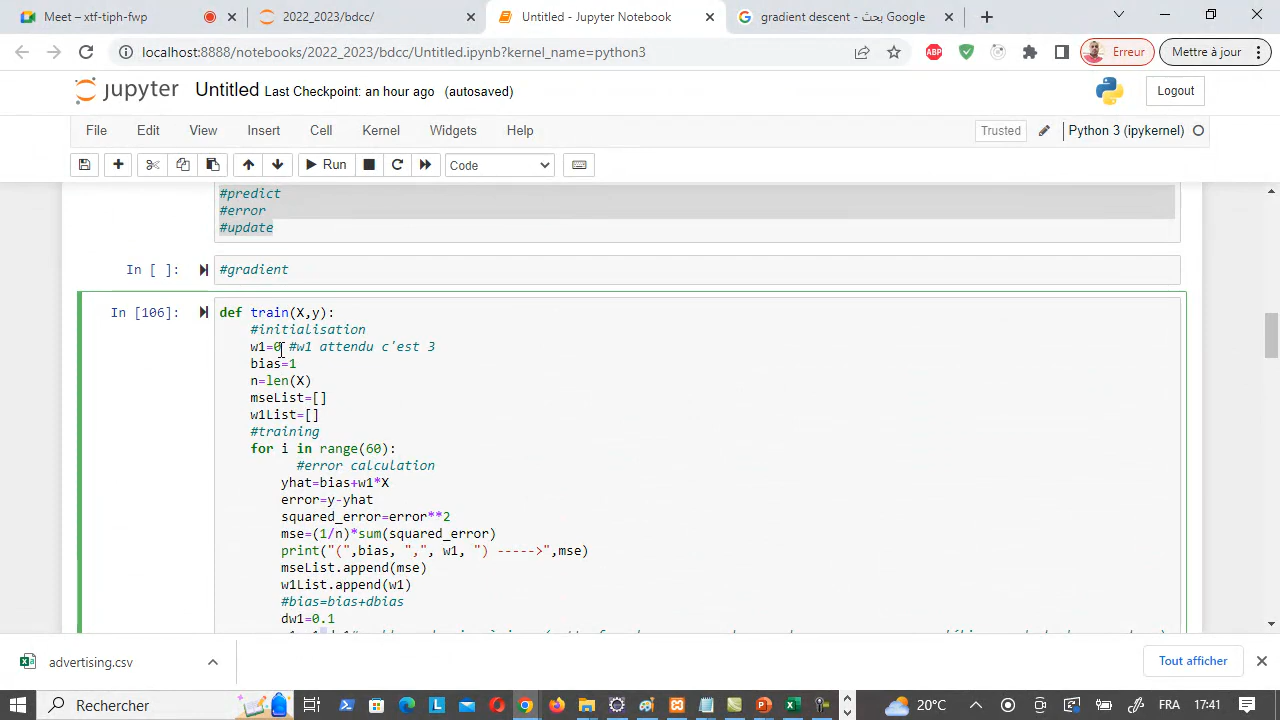 Meet – xtf-tiph-fwp
2022_2023/bdcc/
Untitled - Jupyter Notebook
gradient descent - بحث Google
localhost:8888/notebooks/2022_2023/bdcc/Untitled.ipynb?kernel_name=python3
ABP
Erreur
Mettre à jour
jupyter
Untitled Last Checkpoint: an hour ago (autosaved)
Logout
File Edit View Insert Cell Kernel Widgets Help
Trusted
Python 3 (ipykernel)
Run
Code
#predict
#error
#update
In [ ]:
#gradient
In [106]:
def train(X,y):
#initialisation
w1=0 #w1 attendu c'est 3
bias=1
n=len(X)
mseList=[]
w1List=[]
#training
for i in range(60):
#error calculation
yhat=bias+w1*X
error=y-yhat
squared_error=error**2
mse=(1/n)*sum(squared_error)
print("(",bias, ",", w1, ") ----->",mse)
mseList.append(mse)
w1List.append(w1)
#bias=bias+dbias
dw1=0.1
advertising.csv
Tout afficher
Rechercher
20°C
FRA
17:41